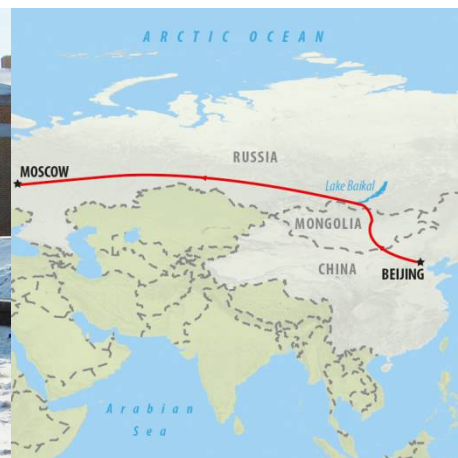 ARCTIC OCEAN
RUSSIA
MOSCOW
Lake Baikal
MONGOLIA
CHINA
BEIJING
Arabian
Sea